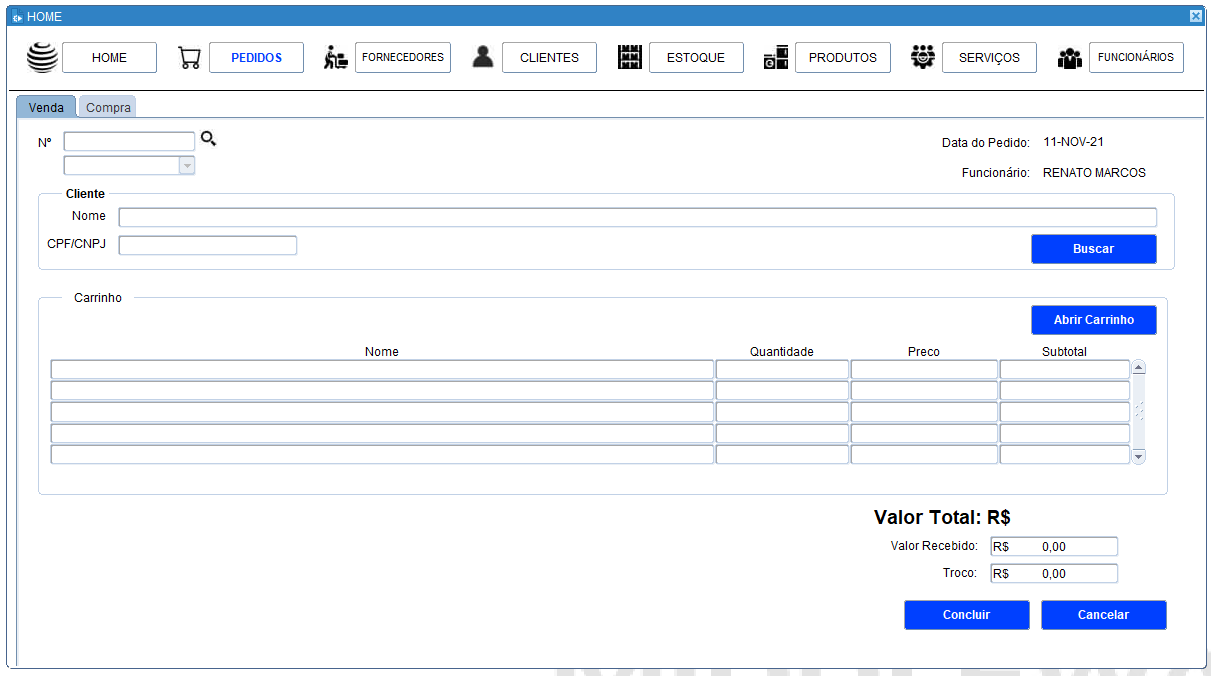 HOME
HOME PEDIDOS FORNECEDORES CLIENTES ESTOQUE PRODUTOS SERVIÇOS FUNCIONÁRIOS
Venda Compra
Nº
Data do Pedido: 11-NOV-21
Funcionário: RENATO MARCOS
Cliente
Nome
CPF/CNPJ
Buscar
Carrinho
Abrir Carrinho
Nome Quantidade Preco Subtotal
Valor Total: R$
Valor Recebido: R$ 0,00
Troco: R$ 0,00
Concluir Cancelar